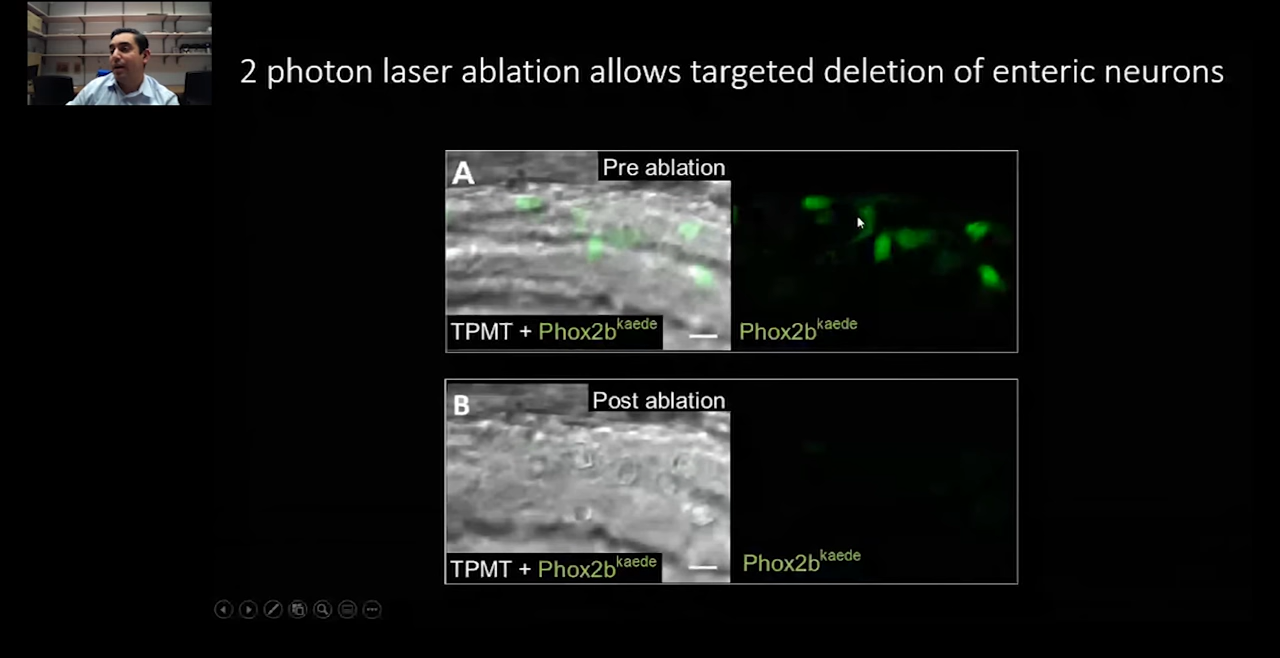 2 photon laser ablation allows targeted deletion of enteric neurons
A
Pre ablation
TPMT + Phox2bkaede
Phox2bkaede
B
Post ablation
TPMT + Phox2bkaede
Phox2bkaede